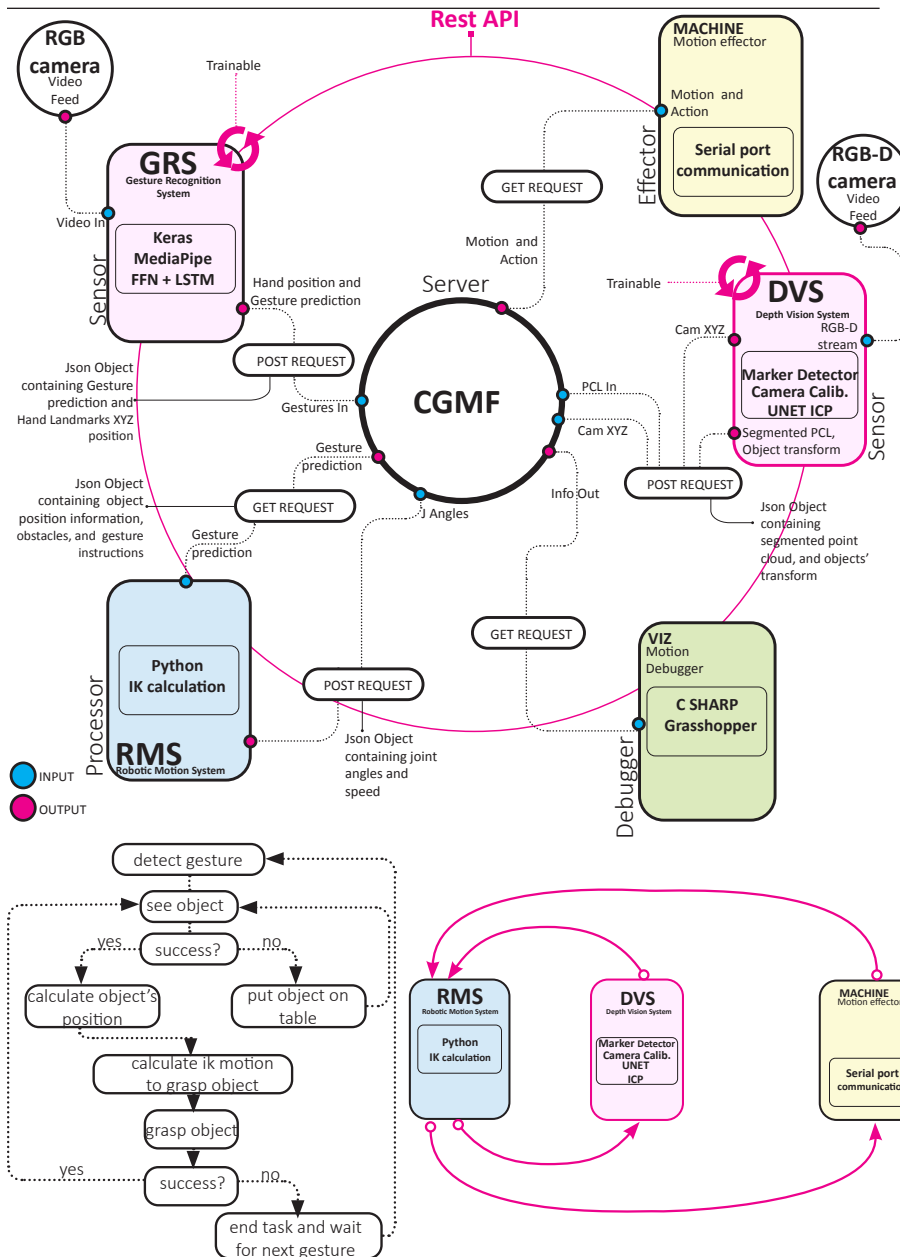 Rest API
RGB
camera
Video
Feed
Trainable
MACHINE
Motion effector
Motion and
Action
Serial port
communication
Effector
RGB-D
camera
Video
Feed
GRS
Gesture Recognition
System
Video In
Keras
MediaPipe
FFN + LSTM
Sensor
Hand position and
Gesture prediction
GET REQUEST
Motion and
Action
Server
CGMF
Trainable
DVS
Depth Vision System
RGB-D
stream
Cam XYZ
Marker Detector
Camera Calib.
UNET ICP
Segmented PCL,
Object transform
Sensor
POST REQUEST
Json Object
containing Gesture
prediction and
Hand Landmarks XYZ
position
Gestures In
PCL In
Cam XYZ
Gesture
prediction
Info Out
POST REQUEST
J Angles
Json Object
containing object
position information,
obstacles, and gesture
instructions
GET REQUEST
Gesture
prediction
Json Object
containing
segmented point
cloud, and objects'
transform
Python
IK calculation
Processor
RMS
Robotic Motion System
POST REQUEST
Json Object
containing joint
angles and
speed
GET REQUEST
VIZ
Motion
Debugger
C SHARP
Grasshopper
Debugger
INPUT
OUTPUT
detect gesture
see object
yes
success?
no
calculate object's
position
put object on
table
calculate ik motion
to grasp object
grasp object
yes
success?
no
end task and wait
for next gesture
RMS
Robotic Motion System
Python
IK calculation
DVS
Depth Vision System
Marker Detector
Camera Calib.
UNET
ICP
MACHINE
Motion effector
Serial port
communication